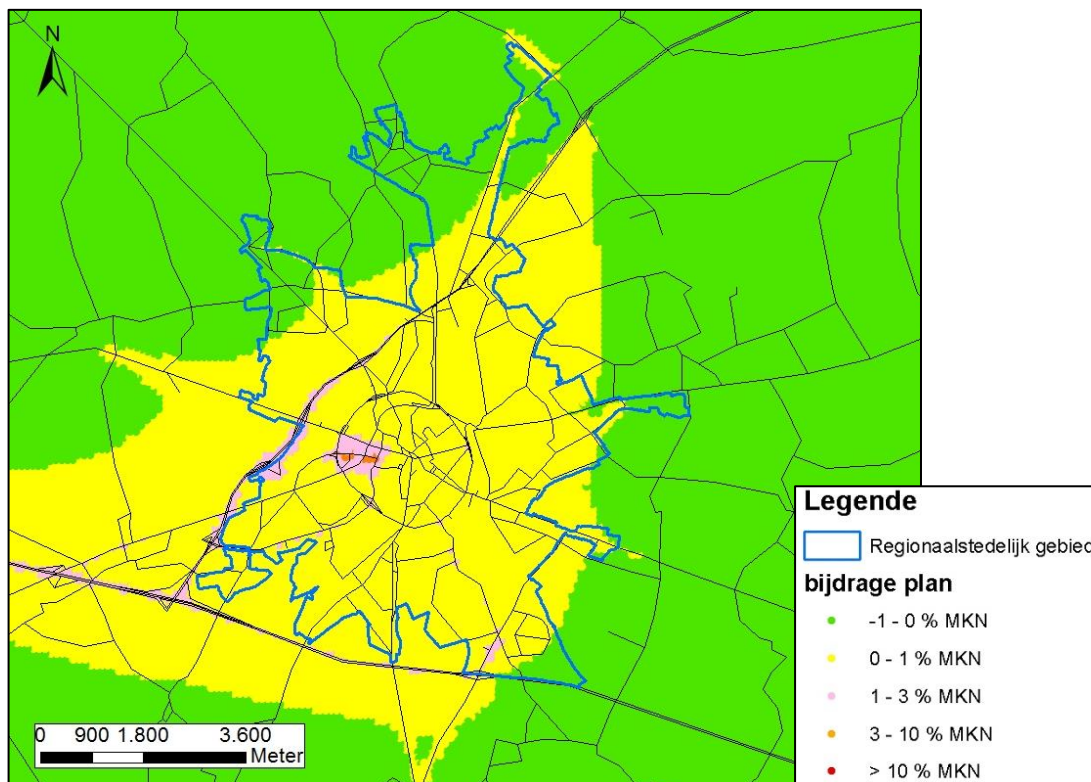 N
0 900 1.800 3.600
Meter
Legende
Regionaalstedelijk gebied
bijdrage plan
-1 - 0 % MKN
0 - 1 % MKN
1 - 3 % MKN
3 - 10 % MKN
> 10 % MKN